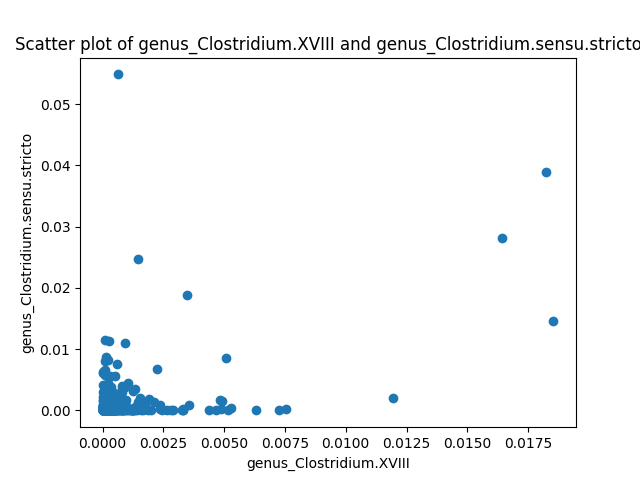 Scatter plot of genus_Clostridium.XVIII and genus_Clostridium.sensu.stricto
genus_Clostridium.sensu.stricto
0.05
0.04
0.03
0.02
0.01
0.00
0.0000 0.0025 0.0050 0.0075 0.0100 0.0125 0.0150 0.0175
genus_Clostridium.XVIII